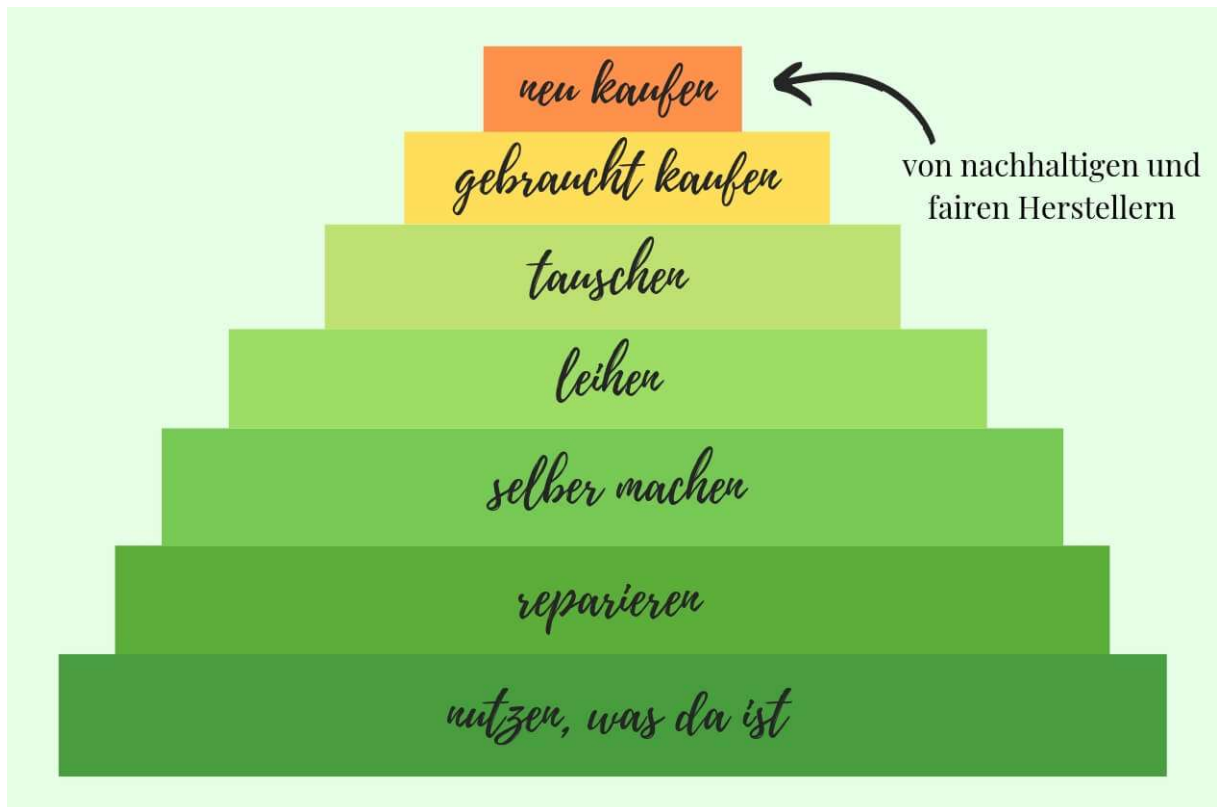 neu kaufen
von nachhaltigen und
fairen Herstellern
gebraucht kaufen
tauschen
leihen
selber machen
reparieren
nutzen, was da ist